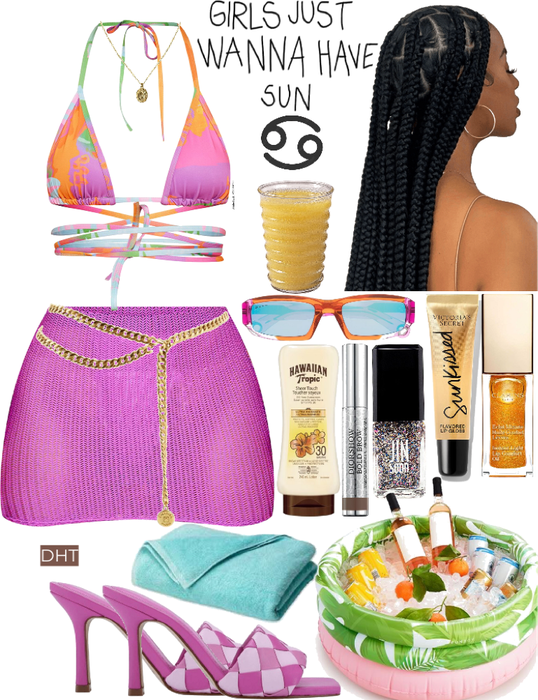 GIRLS JUST
WANNA HAVE
SUN
VICTORIA'S
SECRET
Sunkissed
FLAVORED
LIP GLOSS
HAWAIIAN
Tropic
30
DIORSHOW
BOLD BROW
JIN
SOON
DHT